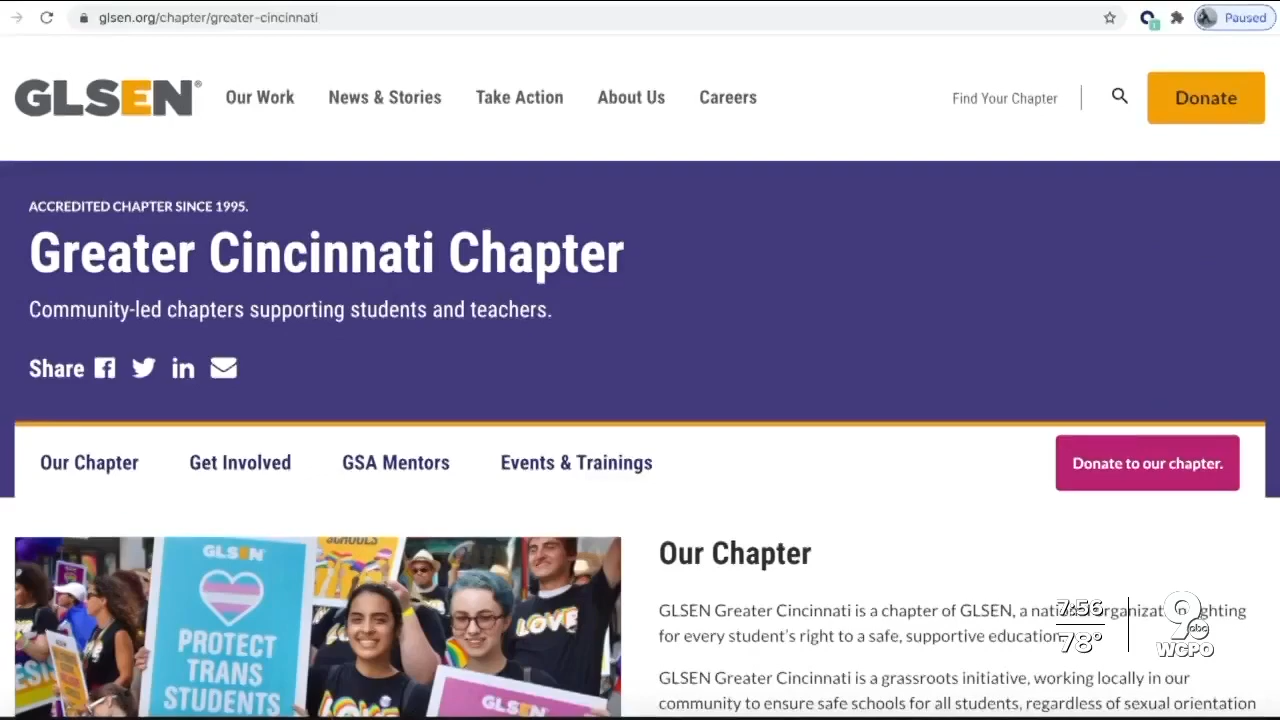 glsen.org/chapter/greater-cincinnati
Paused
GLSEN®
Our Work
News & Stories
Take Action
About Us
Careers
Find Your Chapter
Donate
ACCREDITED CHAPTER SINCE 1995.
Greater Cincinnati Chapter
Community-led chapters supporting students and teachers.
Share
Our Chapter
Get Involved
GSA Mentors
Events & Trainings
Donate to our chapter.
GLSEN
PROTECT
TRANS
STUDENTS
SCHOOLS
LOVE
GLSEN
Our Chapter
GLSEN Greater Cincinnati is a chapter of GLSEN, a
for every student's right to a safe, supportive education
GLSEN Greater Cincinnati is a grassroots initiative, working locally in our
community to ensure safe schools for all students, regardless of sexual orientation
7:56
78°
9
abc
WCPO